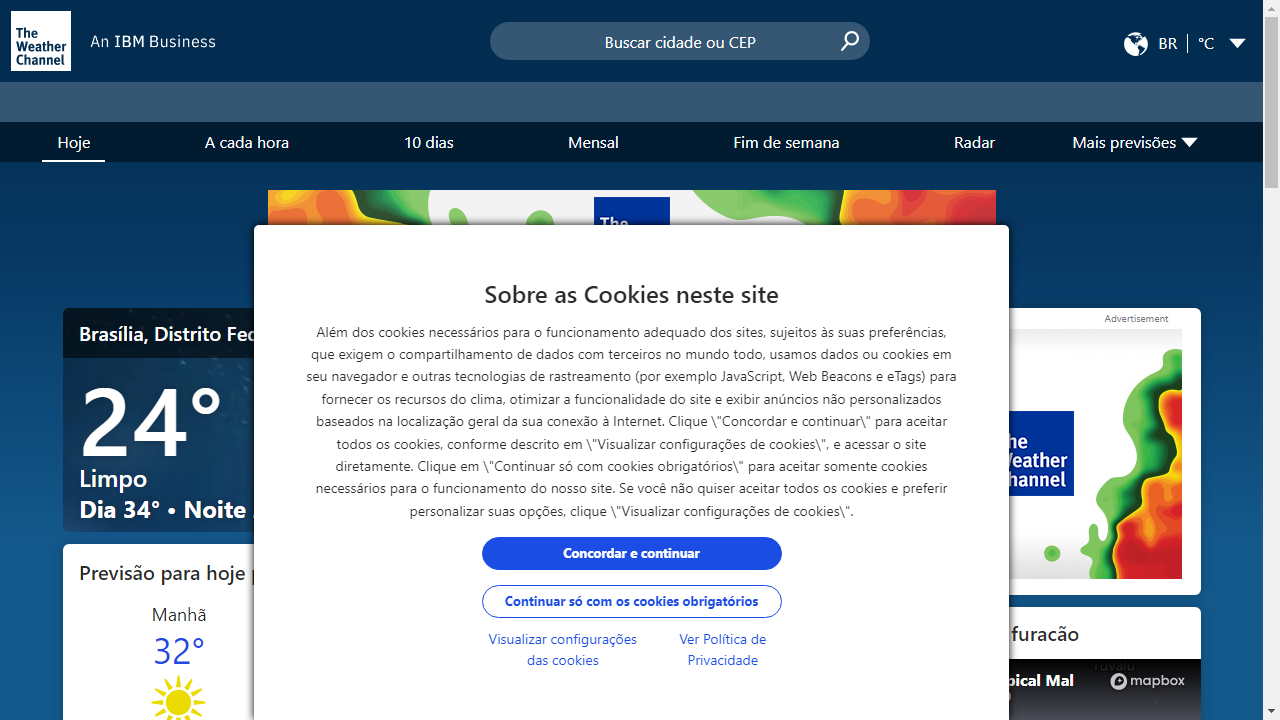 The
Weather
Channel
An IBM Business
Buscar cidade ou CEP
BR
°C
Hoje
A cada hora
10 dias
Mensal
Fim de semana
Radar
Mais previsões
The
Sobre as Cookies neste site
Além dos cookies necessários para o funcionamento adequado dos sites, sujeitos às suas preferências,
que exigem o compartilhamento de dados com terceiros no mundo todo, usamos dados ou cookies em
seu navegador e outras tecnologias de rastreamento (por exemplo JavaScript, Web Beacons e eTags) para
fornecer os recursos do clima, otimizar a funcionalidade do site e exibir anúncios não personalizados
baseados na localização geral da sua conexão à Internet. Clique \"Concordar e continuar\" para aceitar
todos os cookies, conforme descrito em \"Visualizar configurações de cookies\", e acessar o site
diretamente. Clique em \"Continuar só com cookies obrigatórios\" para aceitar somente cookies
necessários para o funcionamento do nosso site. Se você não quiser aceitar todos os cookies e preferir
personalizar suas opções, clique \"Visualizar configurações de cookies\".
Concordar e continuar
Continuar só com os cookies obrigatórios
Visualizar configurações
das cookies
Ver Política de
Privacidade
Brasília, Distrito Fed
24°
Limpo
Dia 34° • Noite
Previsão para hoje
Manhã
32°
Advertisement
he
Weather
hannel
furacão
Tuvalu
pical Mal
mapbox